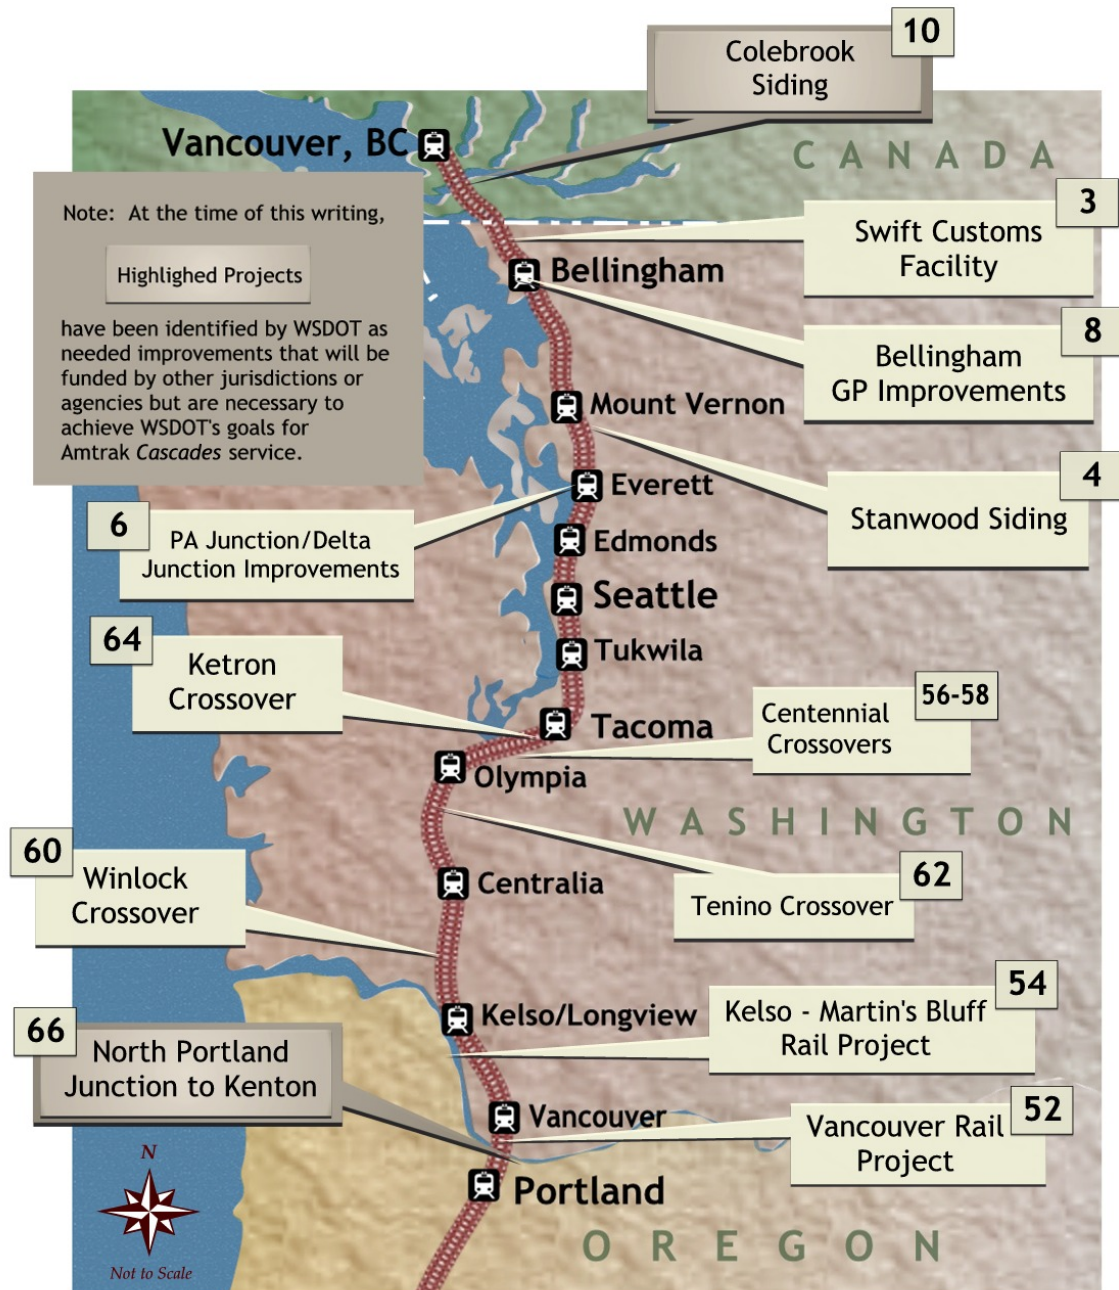 10
Colebrook
Siding
Vancouver, BC
CANADA
Note: At the time of this writing,
Highlighed Projects
have been identified by WSDOT as
needed improvements that will be
funded by other jurisdictions or
agencies but are necessary to
achieve WSDOT's goals for
Amtrak Cascades service.
3
Swift Customs
Facility
Bellingham
8
Bellingham
GP Improvements
Mount Vernon
4
Stanwood Siding
Everett
6
PA Junction/Delta
Junction Improvements
Edmonds
Seattle
64
Ketron
Crossover
Tukwila
56-58
Centennial
Crossovers
Tacoma
Olympia
WASHINGTON
60
Winlock
Crossover
Centralia
62
Tenino Crossover
54
Kelso - Martin's Bluff
Rail Project
Kelso/Longview
66
North Portland
Junction to Kenton
Vancouver
52
Vancouver Rail
Project
Portland
OREGON
N
Not to Scale